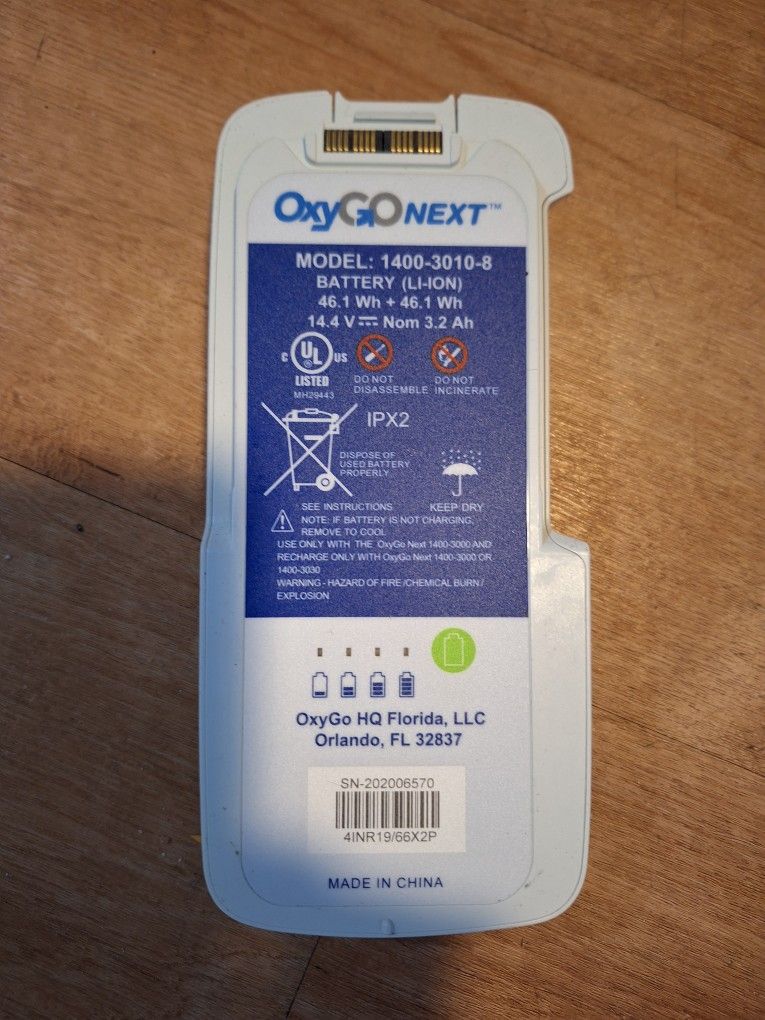 OxyGO NEXT™
MODEL: 1400-3010-8
BATTERY (LI-ION)
46.1 Wh + 46.1 Wh
14.4 V ⎓ Nom 3.2 Ah
C UL US
LISTED
MH29443
DO NOT
DISASSEMBLE
DO NOT
INCINERATE
IPX2
DISPOSE OF
USED BATTERY
PROPERLY
KEEP DRY
SEE INSTRUCTIONS
NOTE: IF BATTERY IS NOT CHARGING,
REMOVE TO COOL
USE ONLY WITH THE OxyGo Next 1400-3000 AND
RECHARGE ONLY WITH OxyGo Next 1400-3000 OR
1400-3030
WARNING - HAZARD OF FIRE /CHEMICAL BURN /
EXPLOSION
OxyGo HQ Florida, LLC
Orlando, FL 32837
SN-202006570
4INR19/66X2P
MADE IN CHINA